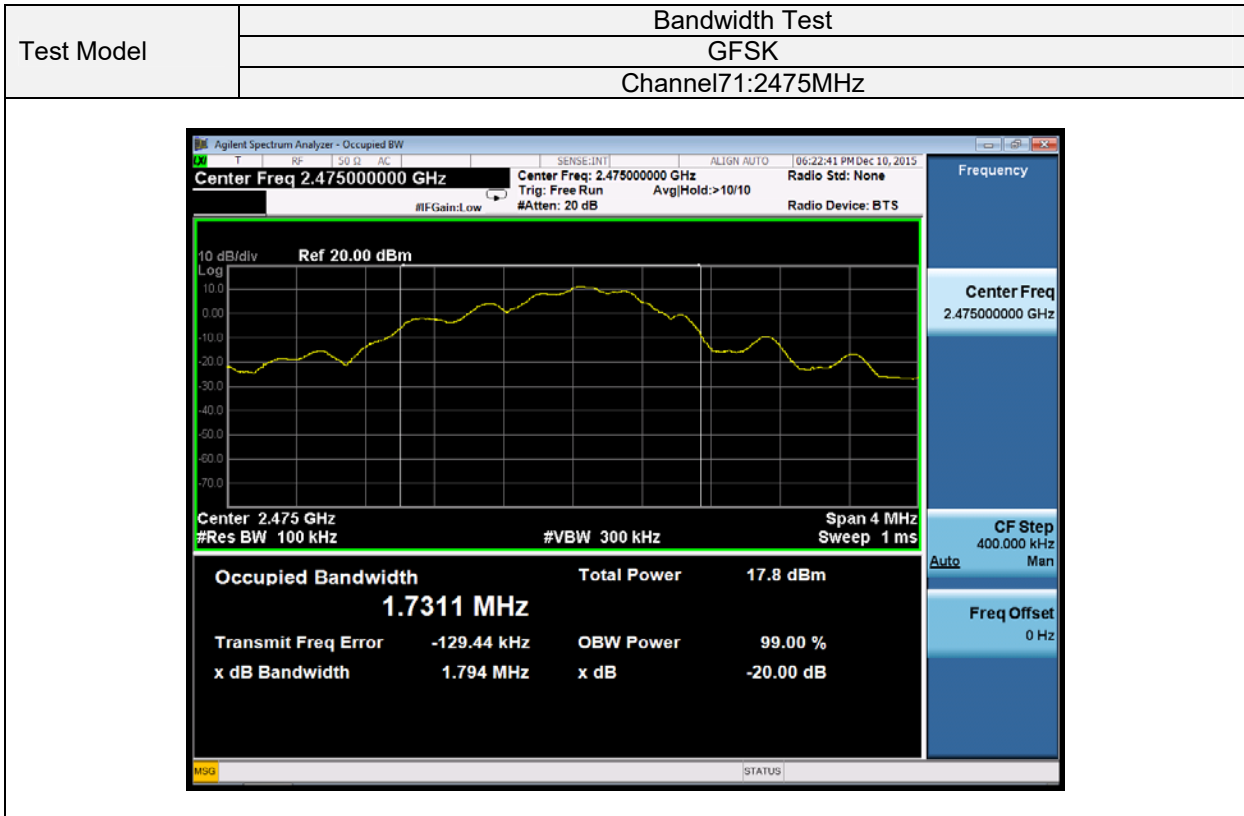 Test Model
Bandwidth Test
GFSK
Channel71:2475MHz
Agilent Spectrum Analyzer - Occupied BW
LXI T RF 50 Ω AC SENSE:INT ALIGN AUTO 06:22:41 PM Dec 10, 2015
Center Freq 2.475000000 GHz
Center Freq: 2.475000000 GHz Radio Std: None
Trig: Free Run Avg|Hold:>10/10
#IFGain:Low #Atten: 20 dB Radio Device: BTS
Frequency
10 dB/div Ref 20.00 dBm
Log
10.0
0.00
-10.0
-20.0
-30.0
-40.0
-50.0
-60.0
-70.0
Center 2.475 GHz Span 4 MHz
#Res BW 100 kHz #VBW 300 kHz Sweep 1 ms
Center Freq
2.475000000 GHz
CF Step
400.000 kHz
Auto Man
Freq Offset
0 Hz
Occupied Bandwidth Total Power 17.8 dBm
1.7311 MHz
Transmit Freq Error -129.44 kHz OBW Power 99.00 %
x dB Bandwidth 1.794 MHz x dB -20.00 dB
MSG STATUS